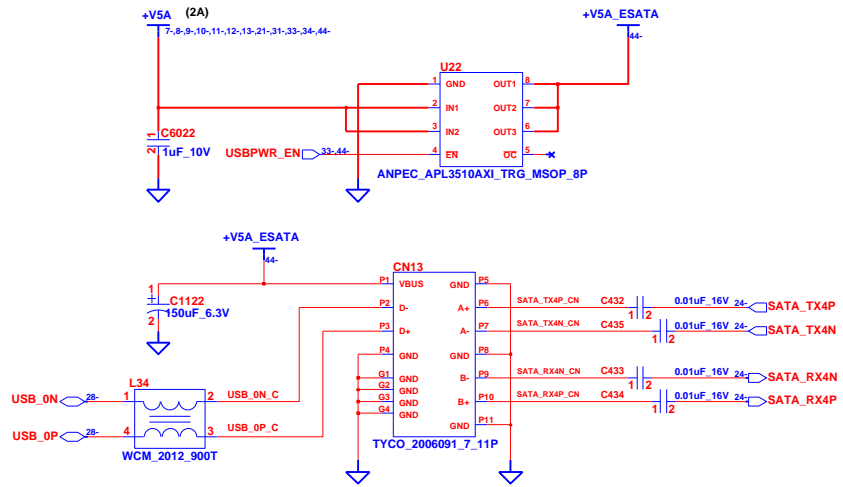 +V5A
(2A)
7-,8-,9-,10-,11-,12-,13-,21-,31-,33-,34-,44-
+V5A_ESATA
44-
U22
1 GND OUT1 8
2 IN1 OUT2 7
3 IN2 OUT3 6
4 EN OC 5
1
C6022
2
1uF_10V
USBPWR_EN 33-,44-
ANPEC_APL3510AXI_TRG_MSOP_8P
+V5A_ESATA
44-
CN13
1
+
C1122
2
150uF_6.3V
P1 VBUS GND P5
P2 D- A+ P6 SATA_TX4P_CN C432 1 2 0.01uF_16V 24- SATA_TX4P
P3 D+ A- P7 SATA_TX4N_CN C435 1 2 0.01uF_16V 24- SATA_TX4N
P4 GND GND P8
G1 GND B- P9 SATA_RX4N_CN C433 1 2 0.01uF_16V 24- SATA_RX4N
G2 GND
G3 GND B+ P10 SATA_RX4P_CN C434 1 2 0.01uF_16V 24- SATA_RX4P
G4 GND GND P11
TYCO_2006091_7_11P
L34
USB_0N 28- 1 2 USB_0N_C
USB_0P 28- 4 3 USB_0P_C
WCM_2012_900T